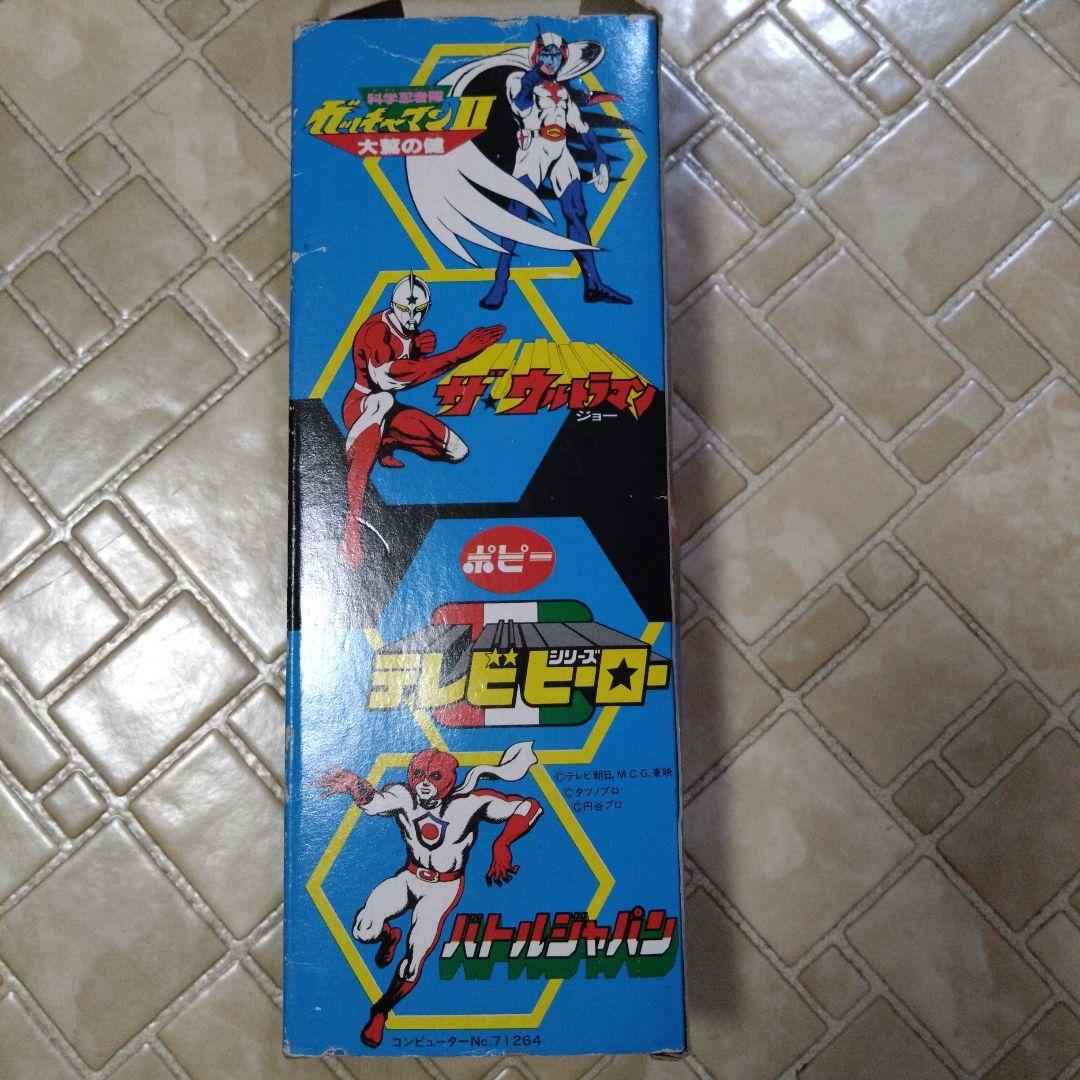 科学忍者隊
ガッチャマンII
大鷲の健
ザ★ウルトラマン
ジョー
ポピー
シリーズ
テレビヒーロー
©テレビ朝日, M.C.G, 東映
©タツノプロ
©円谷プロ
バトルジャパン
コンピューターNo.71264